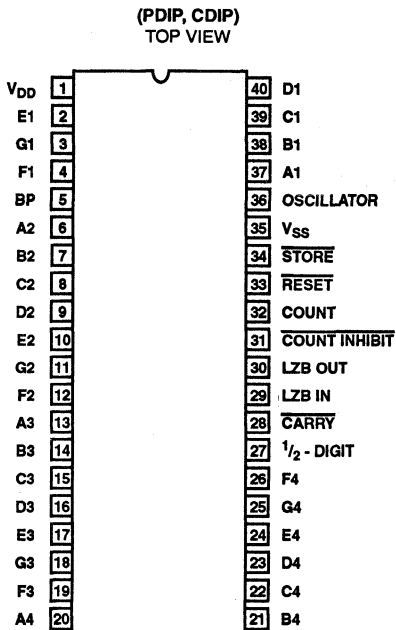 (PDIP, CDIP)
TOP VIEW
VDD 1 40 D1
E1 2 39 C1
G1 3 38 B1
F1 4 37 A1
BP 5 36 OSCILLATOR
A2 6 35 VSS
B2 7 34 STORE
C2 8 33 RESET
D2 9 32 COUNT
E2 10 31 COUNT INHIBIT
G2 11 30 LZB OUT
F2 12 29 LZB IN
A3 13 28 CARRY
B3 14 27 1/2 - DIGIT
C3 15 26 F4
D3 16 25 G4
E3 17 24 E4
G3 18 23 D4
F3 19 22 C4
A4 20 21 B4